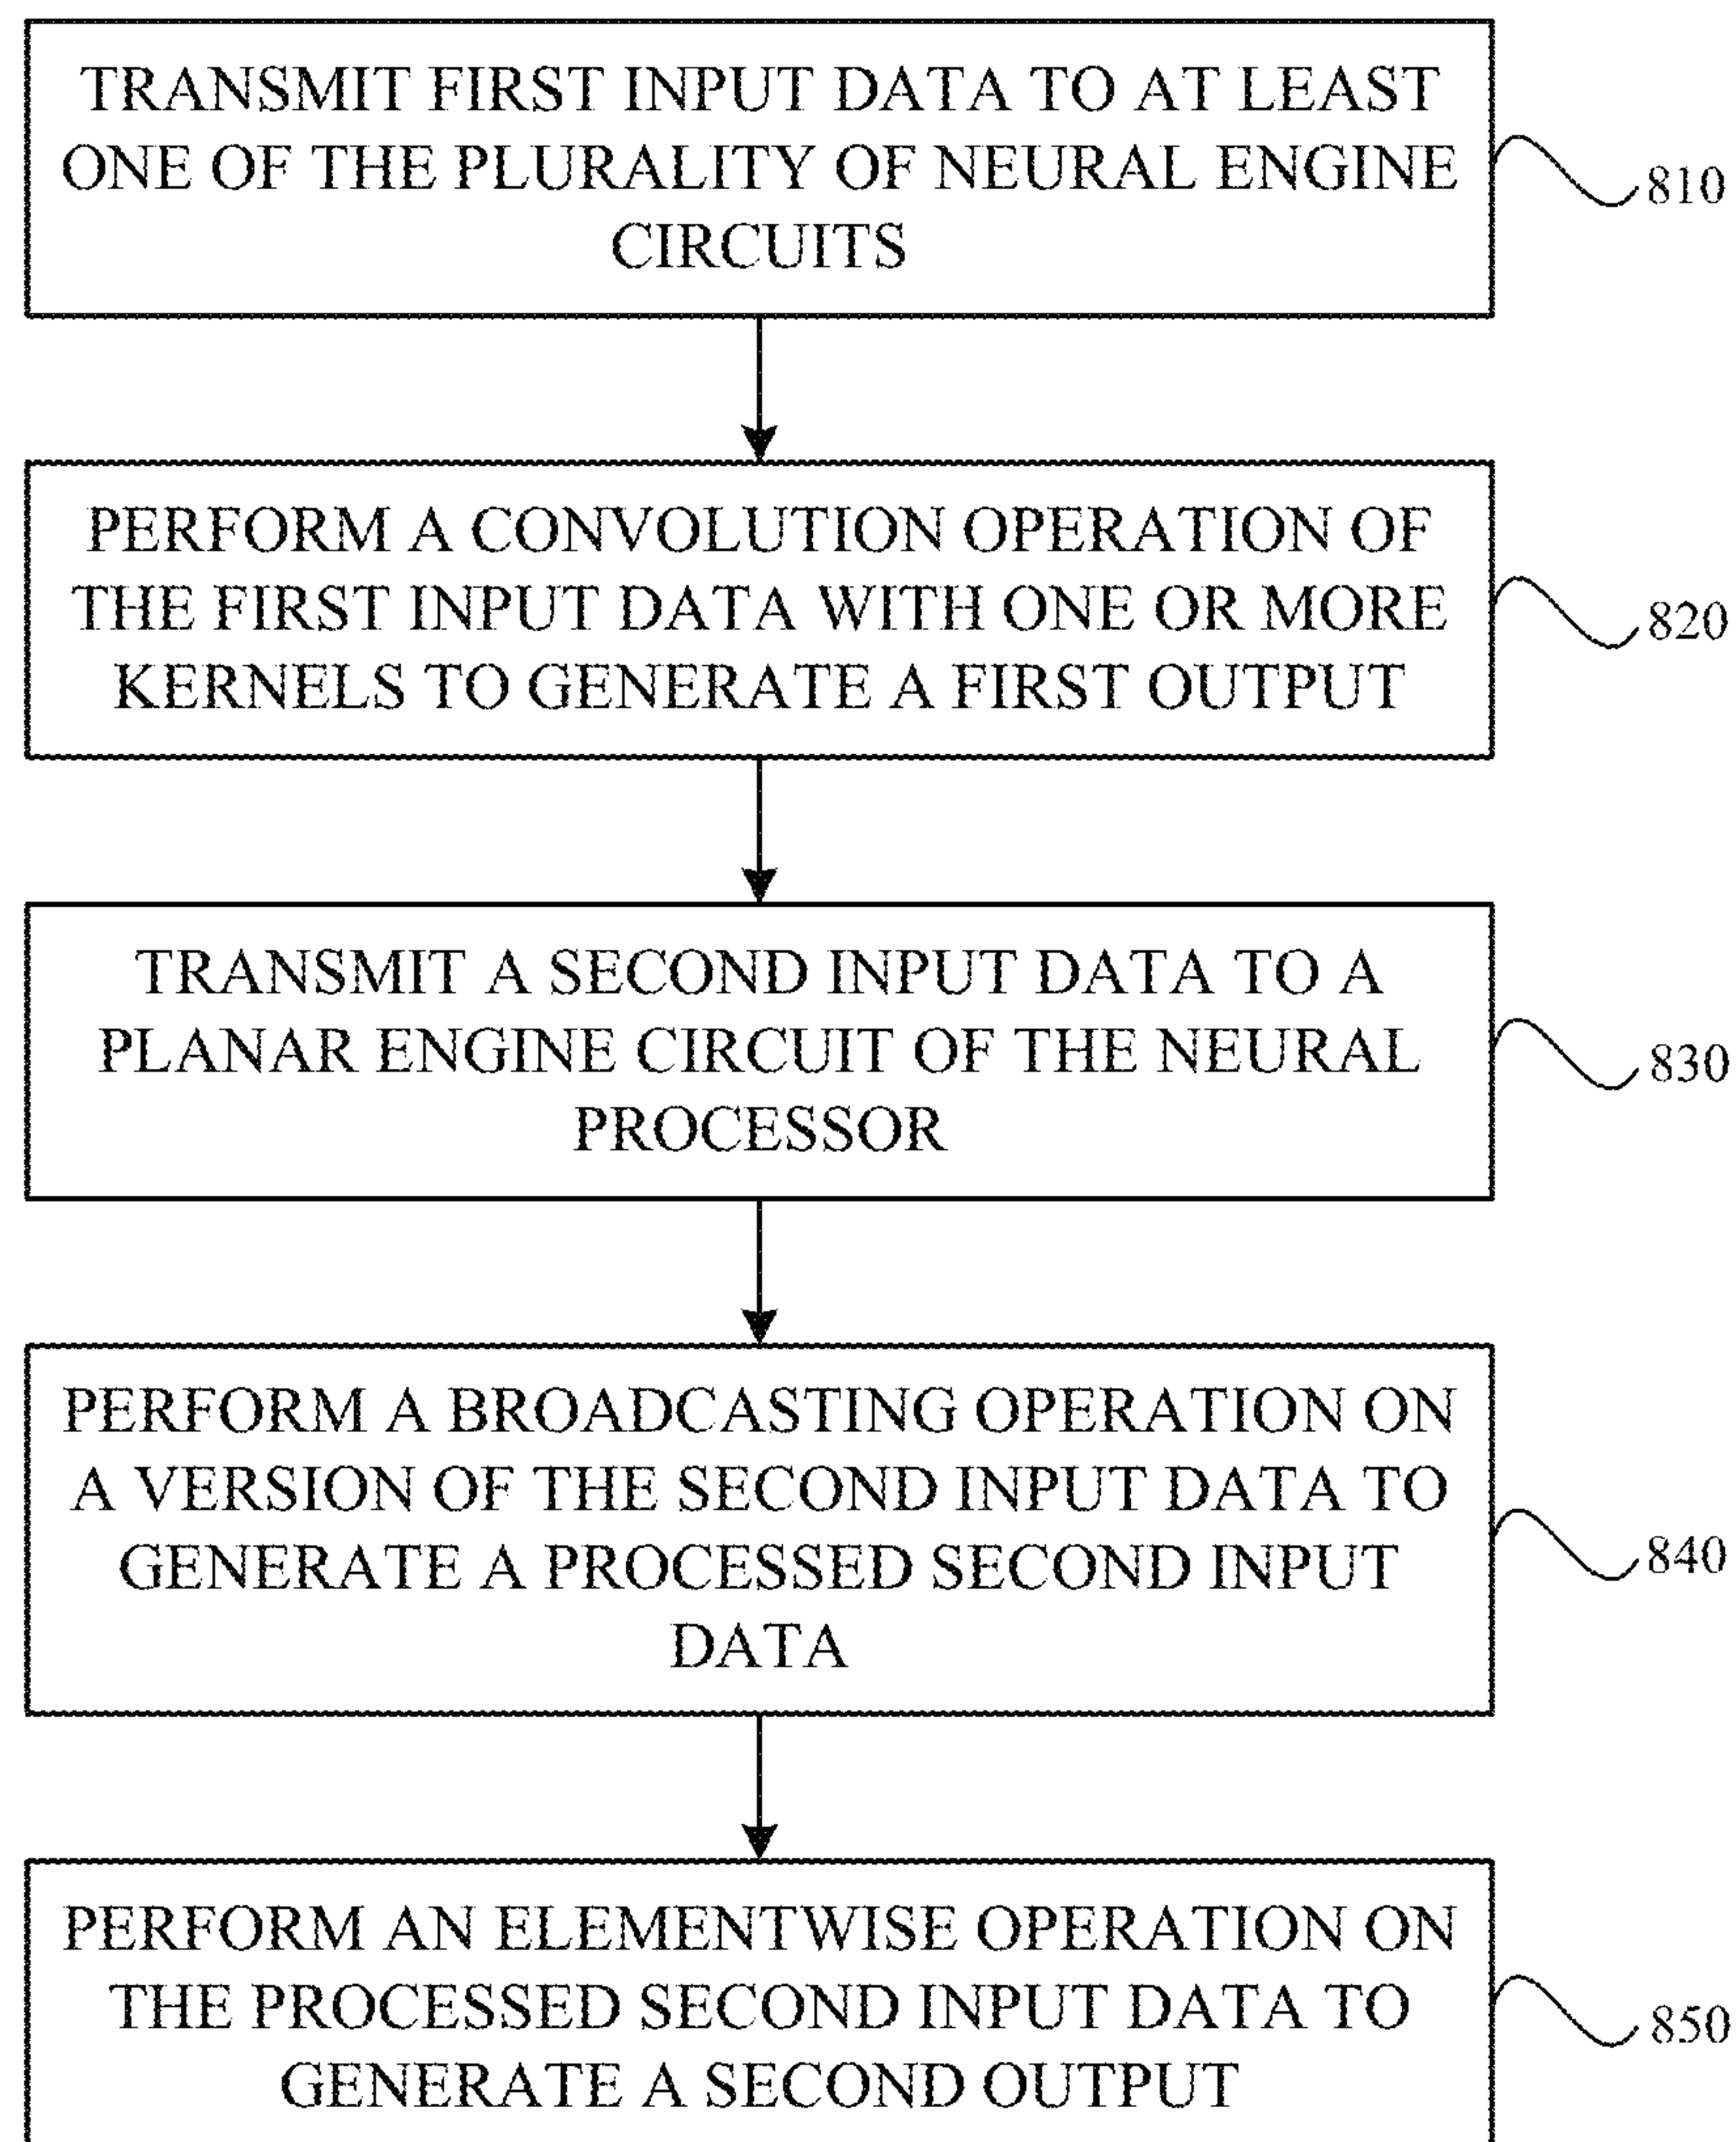 TRANSMIT FIRST INPUT DATA TO AT LEAST
ONE OF THE PLURALITY OF NEURAL ENGINE
CIRCUITS
810
PERFORM A CONVOLUTION OPERATION OF
THE FIRST INPUT DATA WITH ONE OR MORE
KERNELS TO GENERATE A FIRST OUTPUT
820
TRANSMIT A SECOND INPUT DATA TO A
PLANAR ENGINE CIRCUIT OF THE NEURAL
PROCESSOR
830
PERFORM A BROADCASTING OPERATION ON
A VERSION OF THE SECOND INPUT DATA TO
GENERATE A PROCESSED SECOND INPUT
DATA
840
PERFORM AN ELEMENTWISE OPERATION ON
THE PROCESSED SECOND INPUT DATA TO
GENERATE A SECOND OUTPUT
850